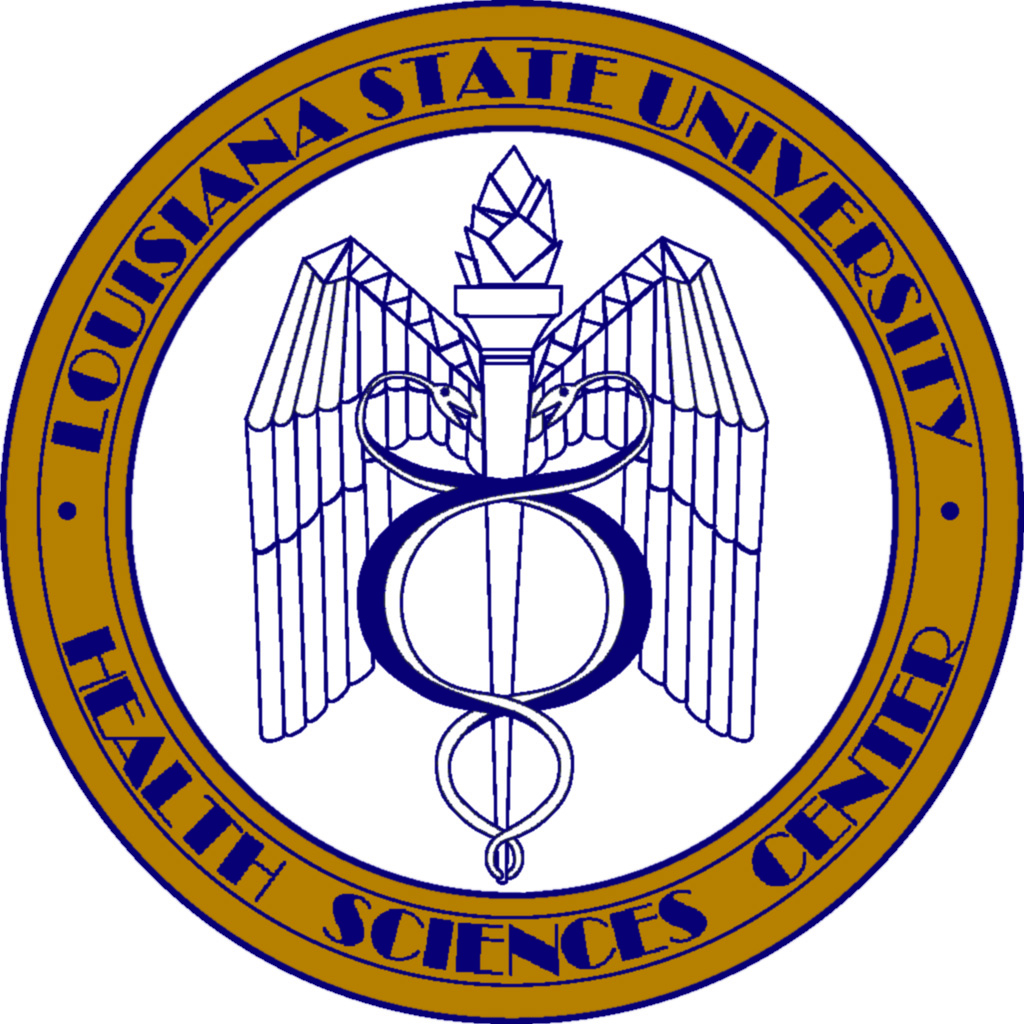 LOUISIANA STATE UNIVERSITY
HEALTH SCIENCES CENTER